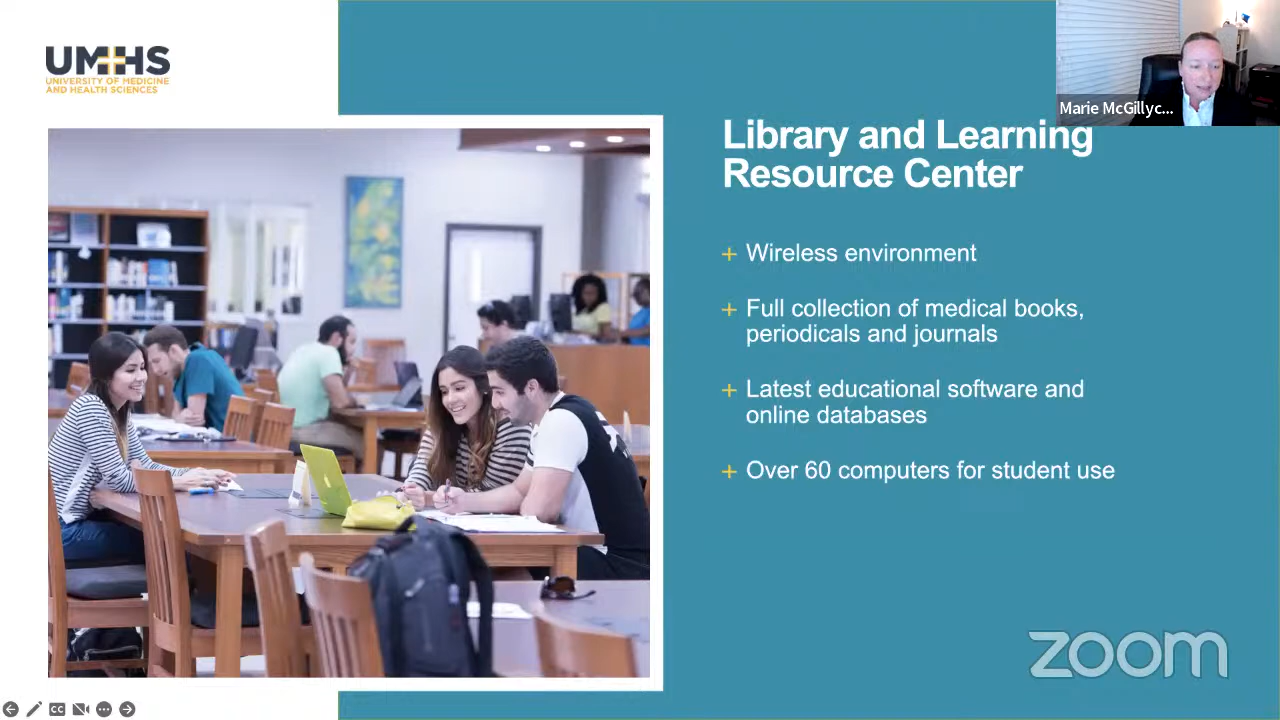 UMHS
UNIVERSITY OF MEDICINE
AND HEALTH SCIENCES
Marie McGillyc...
Library and Learning
Resource Center
+ Wireless environment
+ Full collection of medical books,
periodicals and journals
+ Latest educational software and
online databases
+ Over 60 computers for student use
zoom
CC